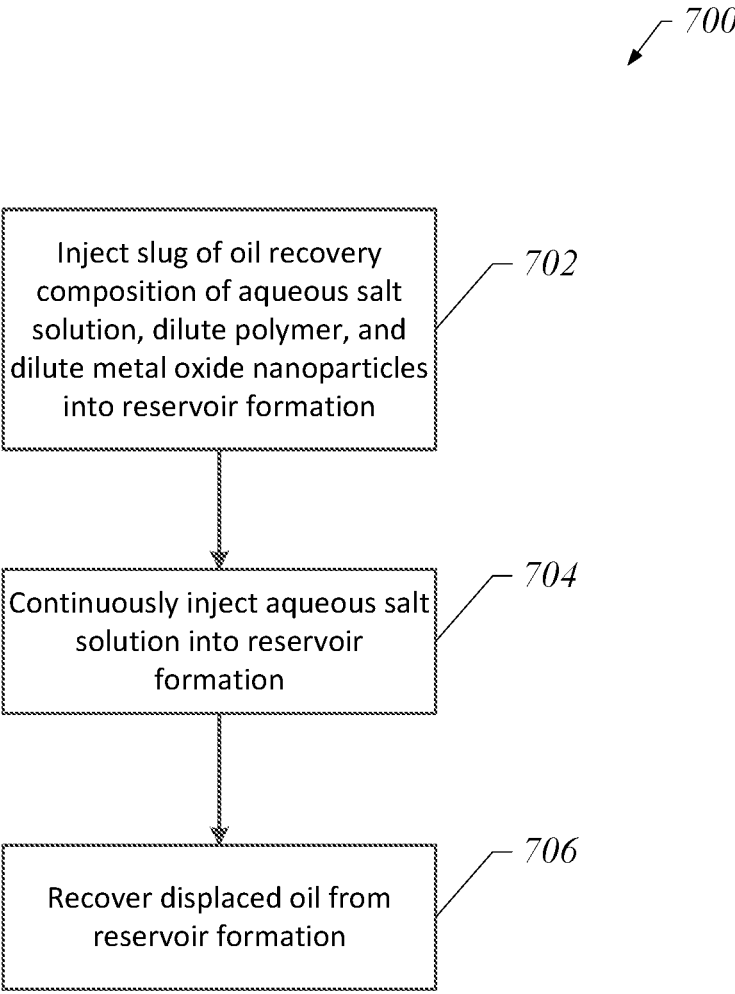 700
Inject slug of oil recovery
composition of aqueous salt
solution, dilute polymer, and
dilute metal oxide nanoparticles
into reservoir formation
702
Continuously inject aqueous salt
solution into reservoir
formation
704
Recover displaced oil from
reservoir formation
706